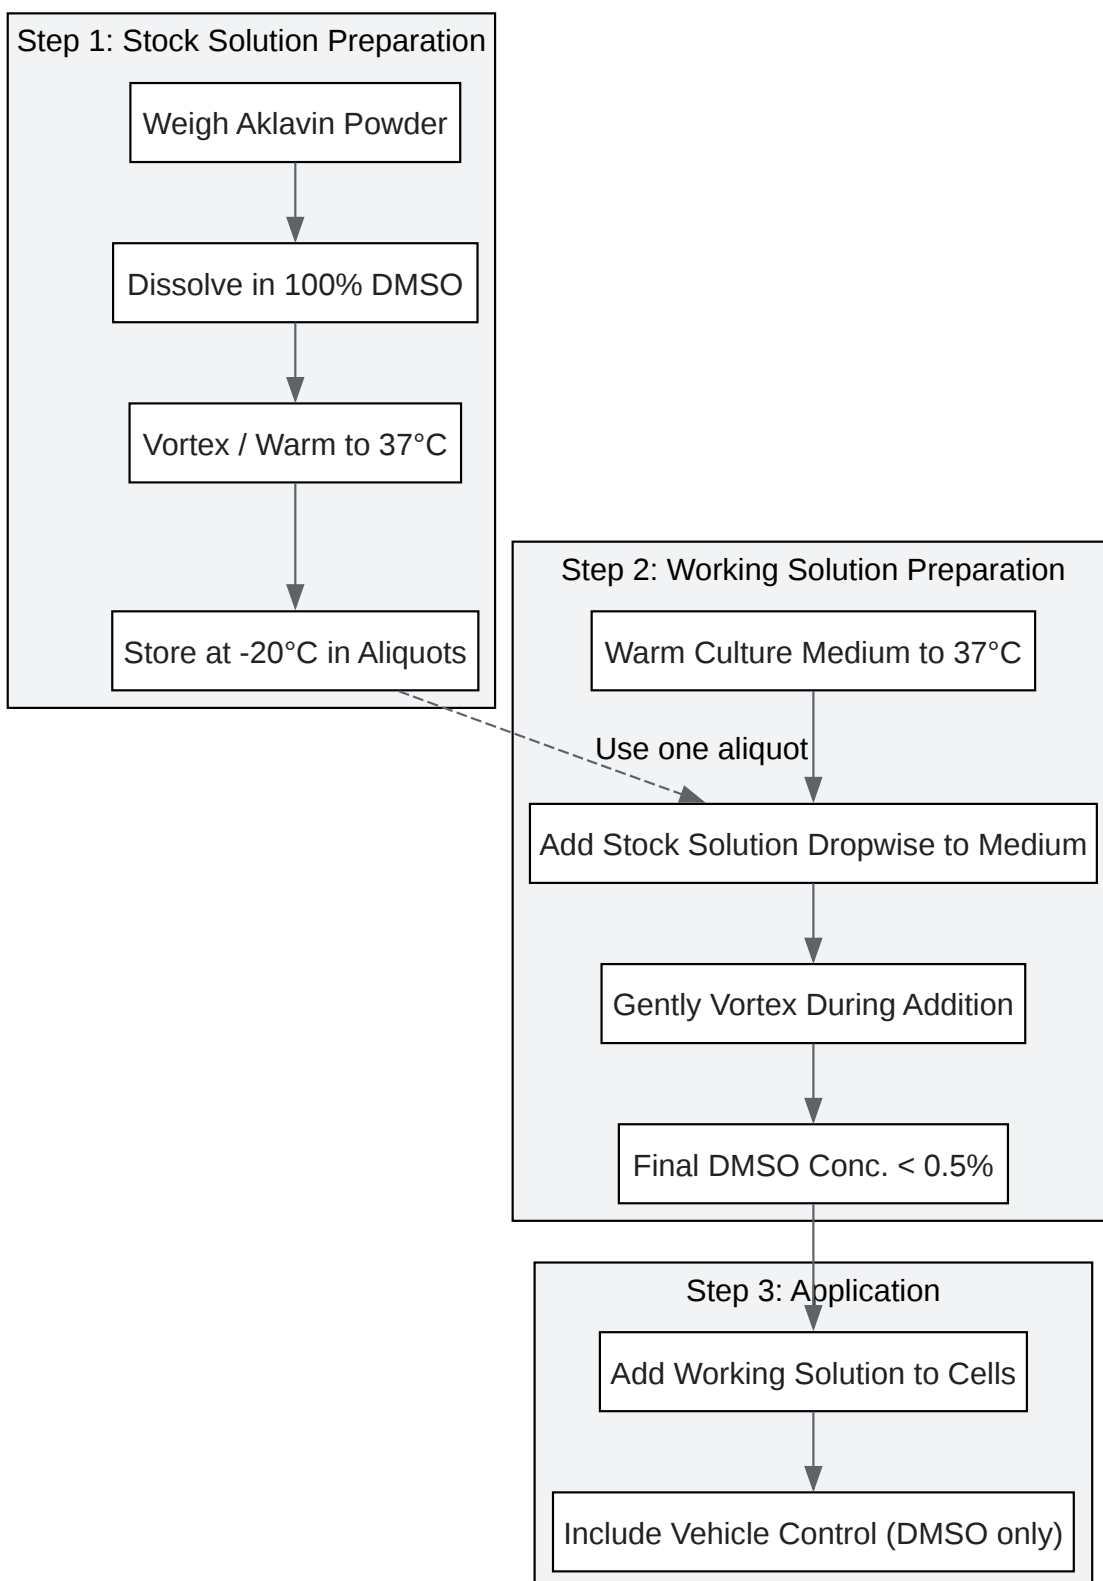 Step 1: Stock Solution Preparation
Weigh Aklavin Powder
Dissolve in 100% DMSO
Vortex / Warm to 37°C
Store at -20°C in Aliquots
Step 2: Working Solution Preparation
Warm Culture Medium to 37°C
Use one aliquot
Add Stock Solution Dropwise to Medium
Gently Vortex During Addition
Final DMSO Conc. < 0.5%
Step 3: Application
Add Working Solution to Cells
Include Vehicle Control (DMSO only)